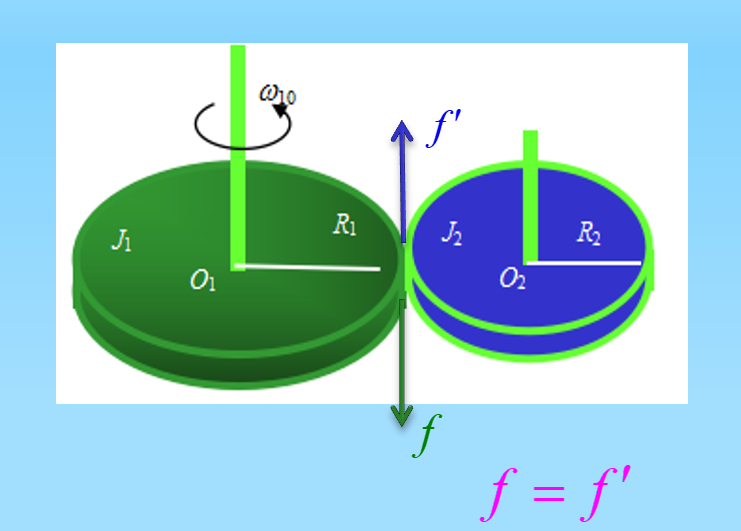 ω₁₀
f'
J₁
R₁
O₁
J₂
R₂
O₂
f
f = f'